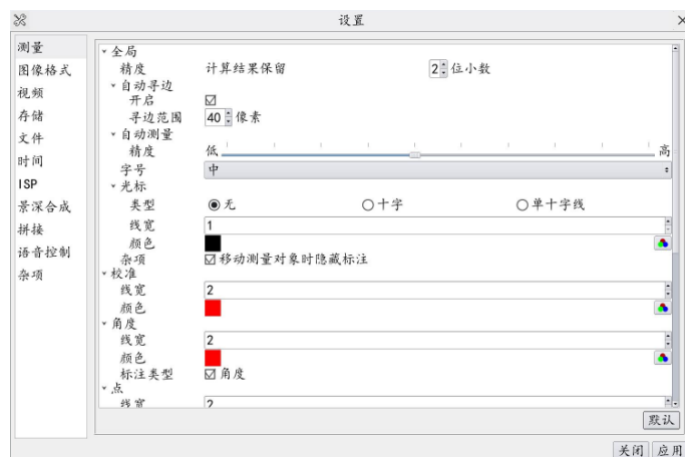 设置
测量
图像格式
视频
存储
文件
时间
ISP
景深合成
拼接
语音控制
杂项
全局
精度 计算结果保留 2 位小数
自动寻边
开启
寻边范围 40 像素
自动测量
精度 低 高
字号 中
光标
类型 无 十字 单十字线
线宽 1
颜色
杂项 移动测量对象时隐藏标注
校准
线宽 2
颜色
角度
线宽 2
颜色
标注类型 角度
点
线宽 2
默认
关闭 应用